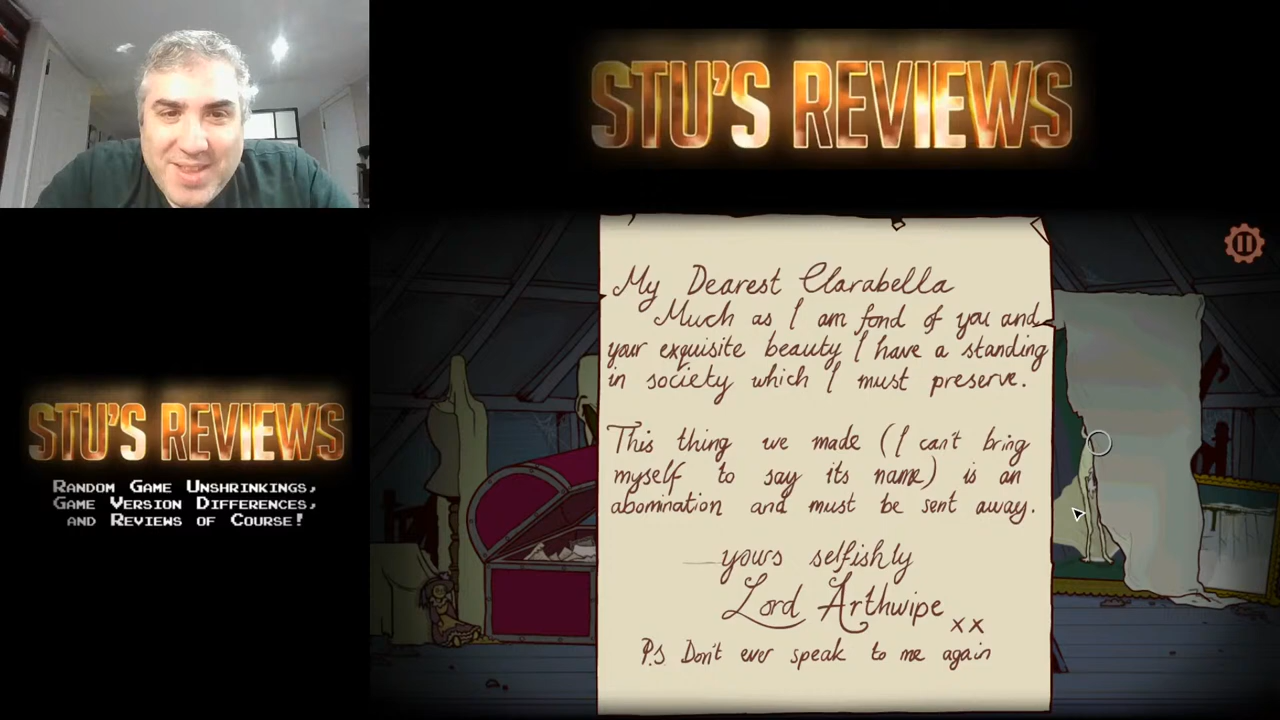 STU'S REVIEWS
My Dearest Clarabella
Much as I am fond of you and
your exquisite beauty I have a standing
in society which I must preserve.
This thing we made (I can't bring
myself to say its name) is an
abomination and must be sent away.
yours selfishly
Lord Arthwipe
xx
P.S Don't ever speak to me again
STU'S REVIEWS
RANDOM GAME UNSHRINKINGS,
GAME VERSION DIFFERENCES,
AND REVIEWS OF COURSE!